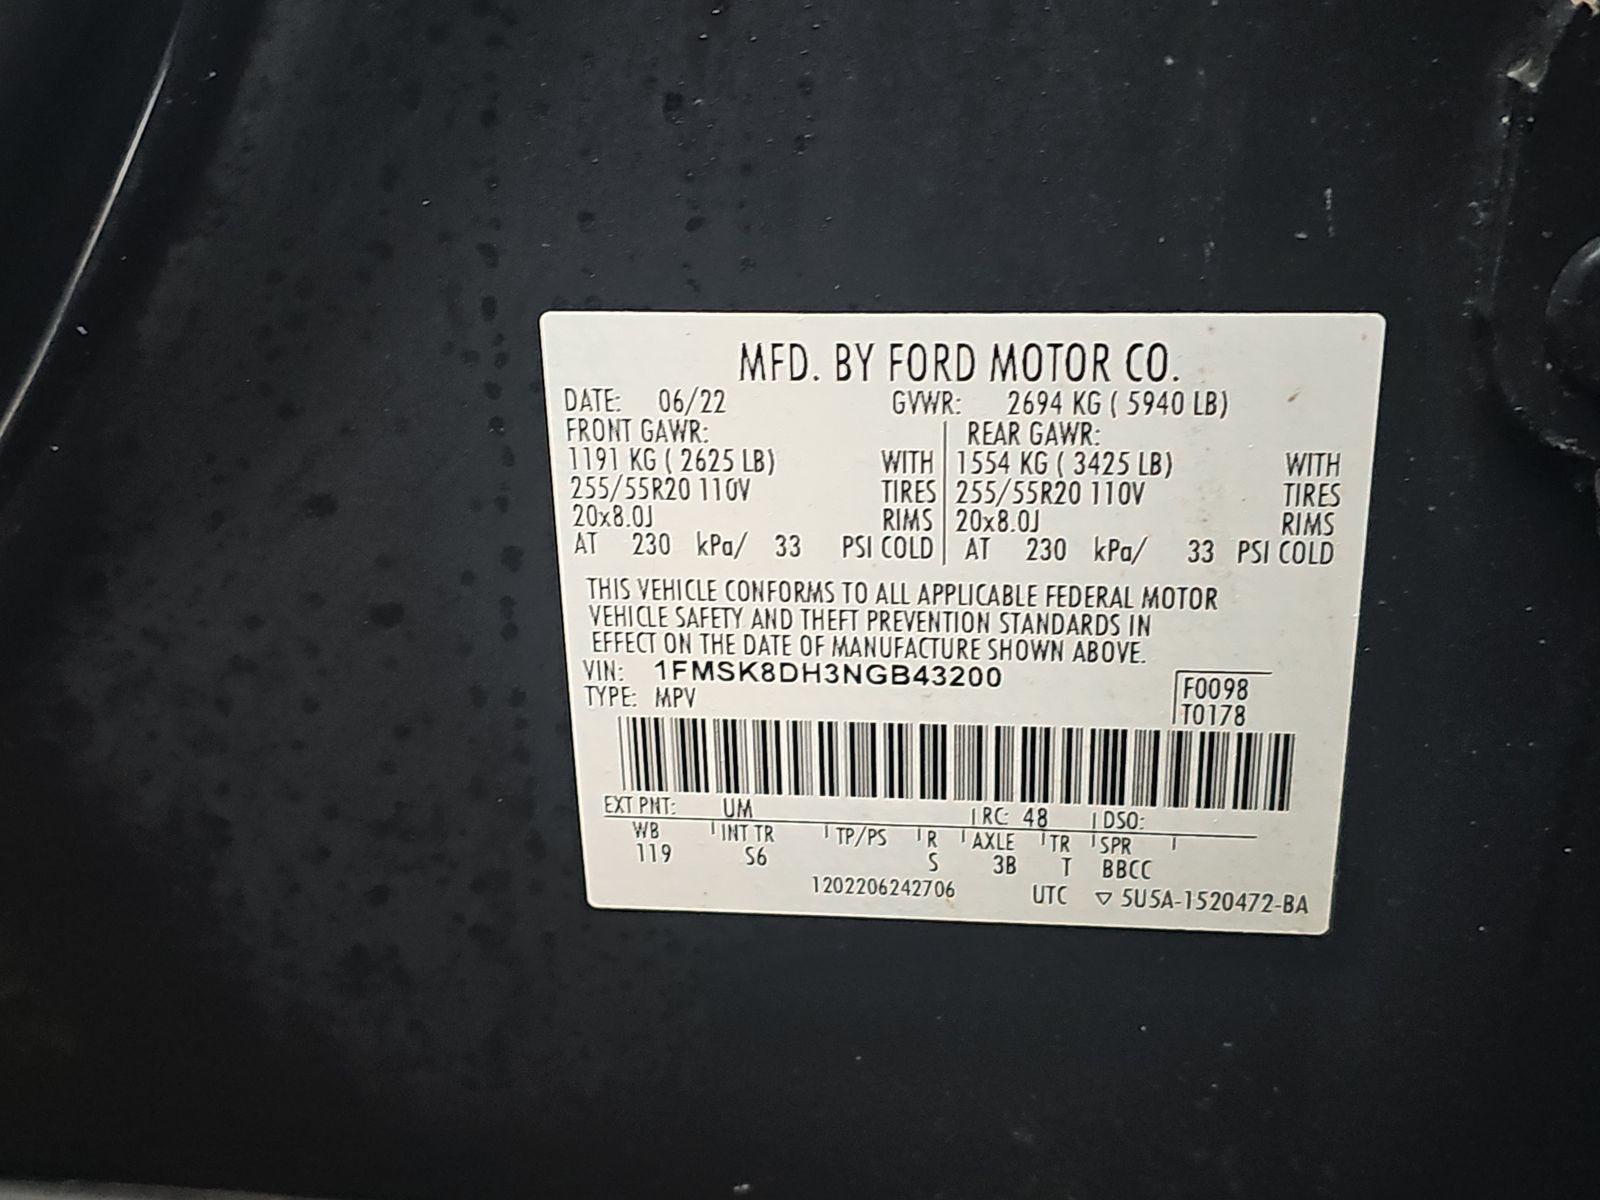 MFD. BY FORD MOTOR CO.
DATE: 06/22 GVWR: 2694 KG ( 5940 LB)
FRONT GAWR: REAR GAWR:
1191 KG ( 2625 LB) WITH 1554 KG ( 3425 LB) WITH
255/55R20 110V TIRES 255/55R20 110V TIRES
20x8.0J RIMS 20x8.0J RIMS
AT 230 kPa/ 33 PSI COLD AT 230 kPa/ 33 PSI COLD
THIS VEHICLE CONFORMS TO ALL APPLICABLE FEDERAL MOTOR
VEHICLE SAFETY AND THEFT PREVENTION STANDARDS IN
EFFECT ON THE DATE OF MANUFACTURE SHOWN ABOVE.
VIN: 1FMSK8DH3NGB43200
TYPE: MPV
F0098
T0178
EXT PNT: UM RC: 48 DSO:
WB INT TR TP/PS R AXLE TR SPR
119 S6 S 3B T BBCC
1202206242706 UTC ▽ 5U5A-1520472-BA